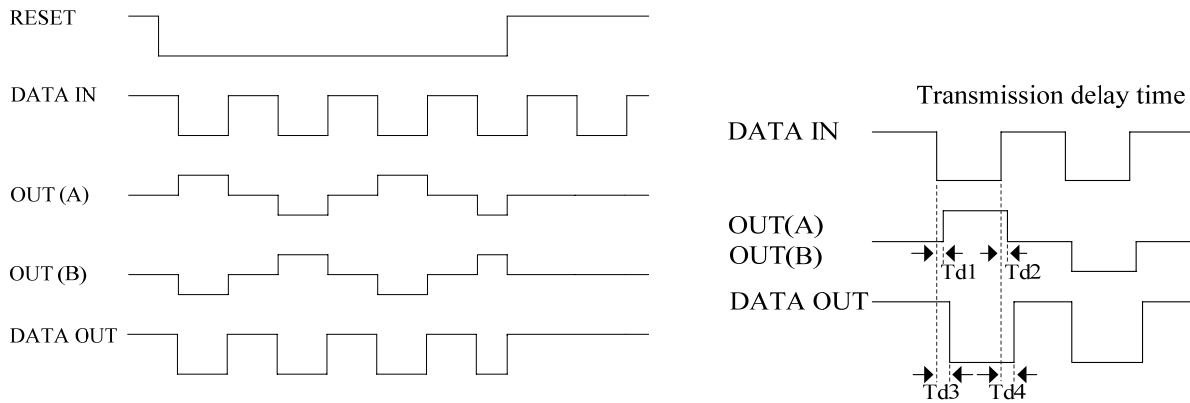 RESET
DATA IN
OUT (A)
OUT (B)
DATA OUT
Transmission delay time
DATA IN
OUT(A)
OUT(B)
Td1 Td2
DATA OUT
Td3 Td4